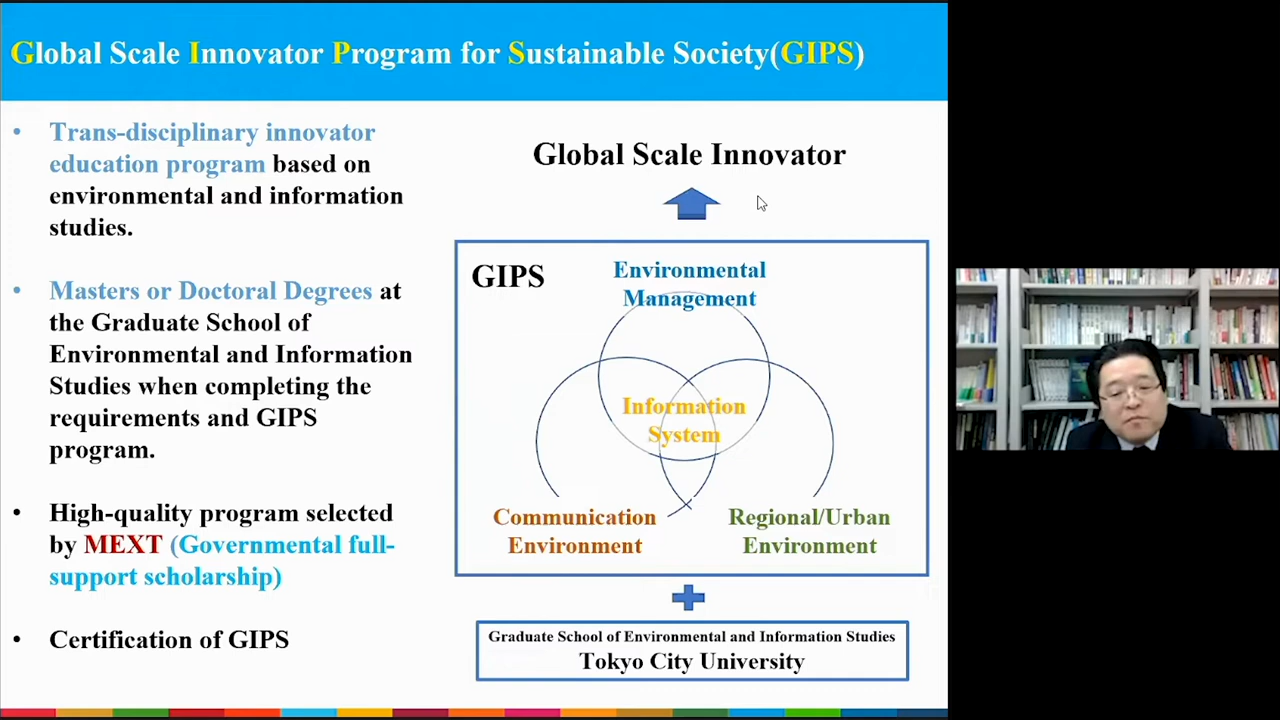 Global Scale Innovator Program for Sustainable Society(GIPS)
• Trans-disciplinary innovator
education program based on
environmental and information
studies.
• Masters or Doctoral Degrees at
the Graduate School of
Environmental and Information
Studies when completing the
requirements and GIPS
program.
• High-quality program selected
by MEXT (Governmental full-
support scholarship)
• Certification of GIPS
Global Scale Innovator
GIPS
Environmental
Management
Information
System
Communication
Environment
Regional/Urban
Environment
Graduate School of Environmental and Information Studies
Tokyo City University